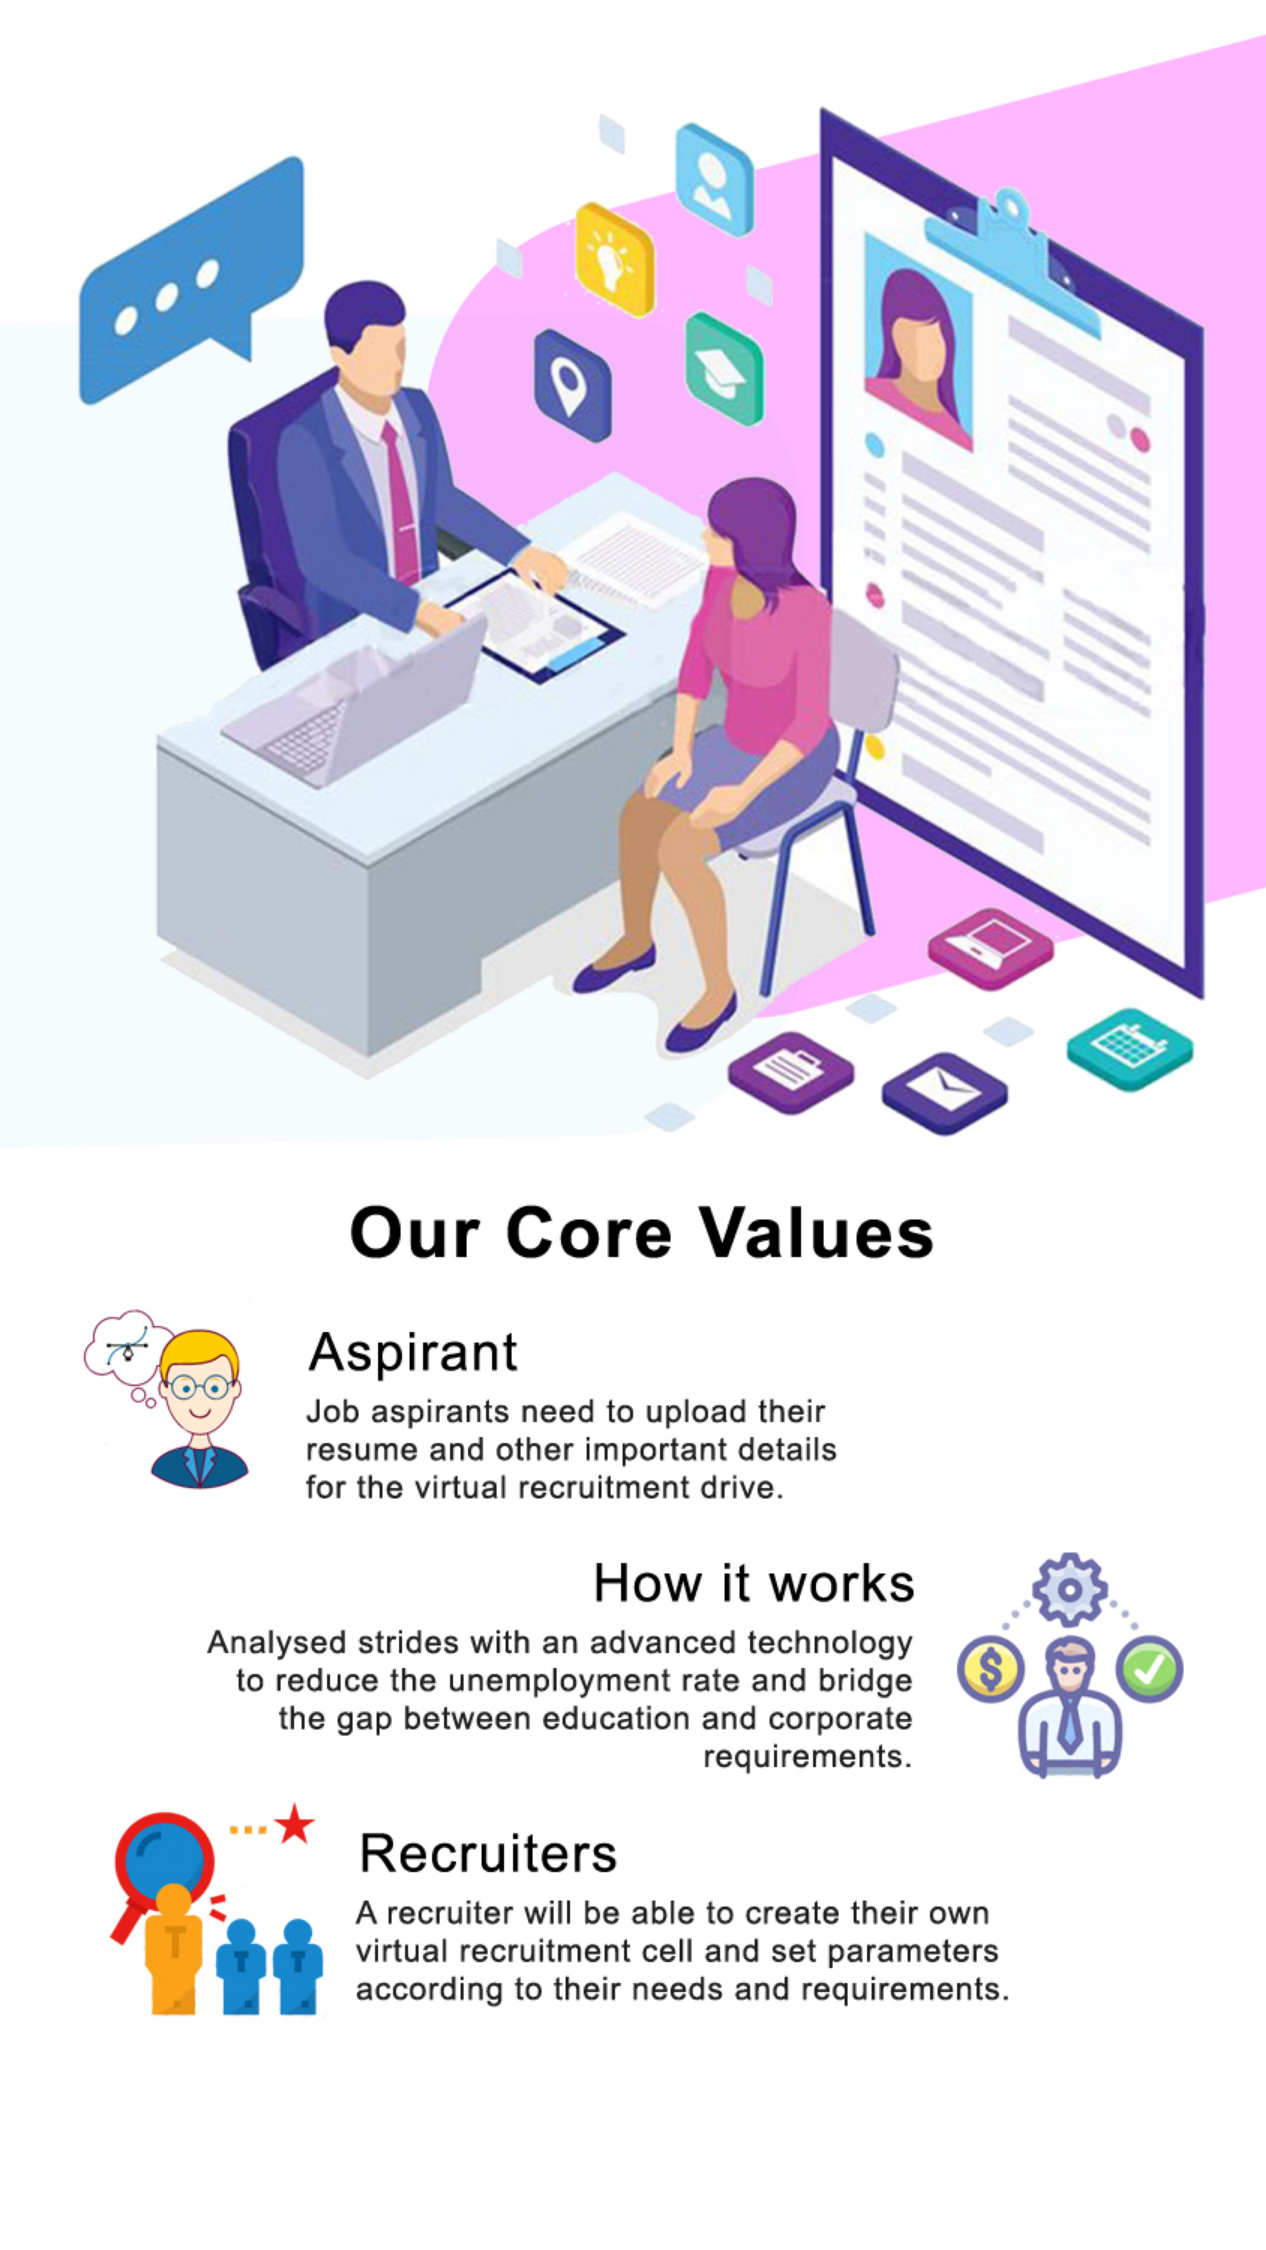 Our Core Values
Aspirant
Job aspirants need to upload their
resume and other important details
for the virtual recruitment drive.
How it works
Analysed strides with an advanced technology
to reduce the unemployment rate and bridge
the gap between education and corporate
requirements.
$
Recruiters
A recruiter will be able to create their own
virtual recruitment cell and set parameters
according to their needs and requirements.
T
T
T